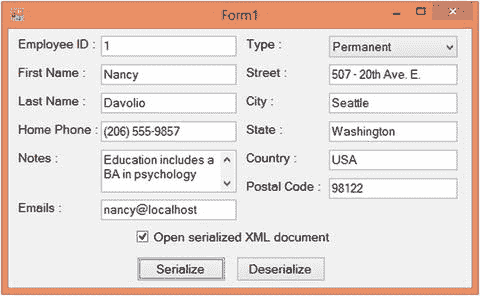 Form1
Employee ID : 1
Type : Permanent
First Name : Nancy
Street : 507 - 20th Ave. E.
Last Name : Davolio
City : Seattle
Home Phone : (206) 555-9857
State : Washington
Notes : Education includes a
BA in psychology
Country : USA
Postal Code : 98122
Emails : nancy@localhost
Open serialized XML document
Serialize
Deserialize